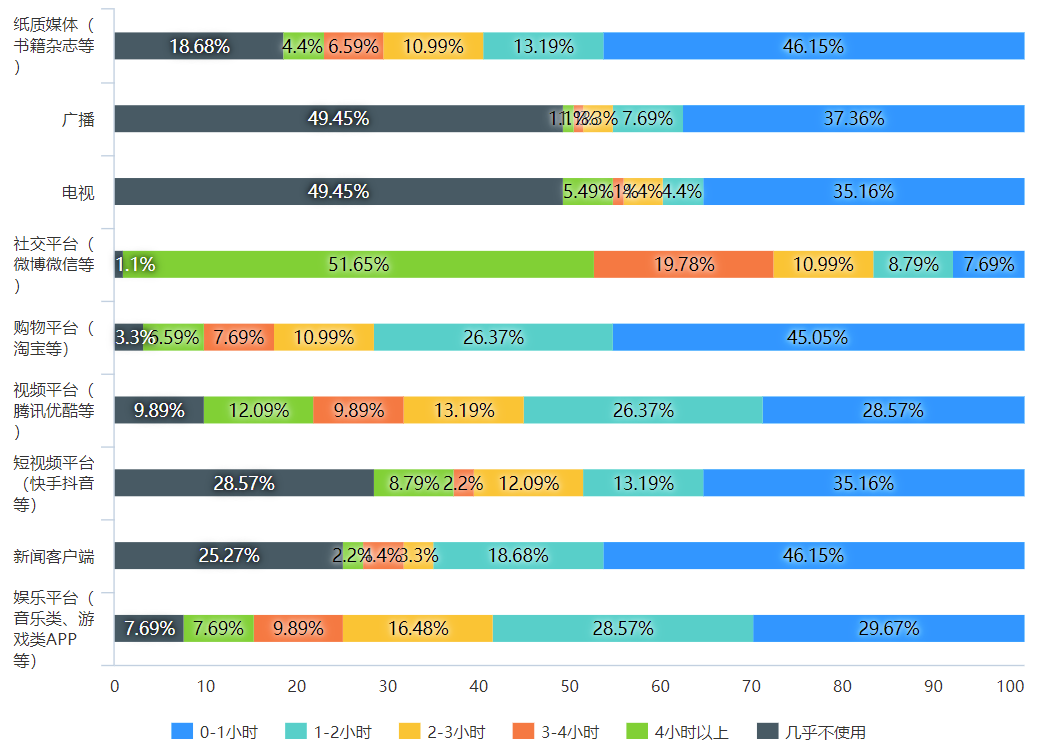 纸质媒体（
书籍杂志等
）
18.68% 4.4% 6.59% 10.99% 13.19% 46.15%
广播
49.45% 1.1% 3.3% 7.69% 37.36%
电视
49.45% 5.49% 4.4% 35.16%
社交平台（
微博微信等
）
1.1% 51.65% 19.78% 10.99% 8.79% 7.69%
购物平台（
淘宝等）
3.3% 6.59% 7.69% 10.99% 26.37% 45.05%
视频平台（
腾讯优酷等
）
9.89% 12.09% 9.89% 13.19% 26.37% 28.57%
短视频平台
（快手抖音
等）
28.57% 8.79% 2.2% 12.09% 13.19% 35.16%
新闻客户端
25.27% 2.2% 4.4% 3.3% 18.68% 46.15%
娱乐平台（
音乐类、游
戏类APP
等）
7.69% 7.69% 9.89% 16.48% 28.57% 29.67%
0 10 20 30 40 50 60 70 80 90 100
0-1小时 1-2小时 2-3小时 3-4小时 4小时以上 几乎不使用